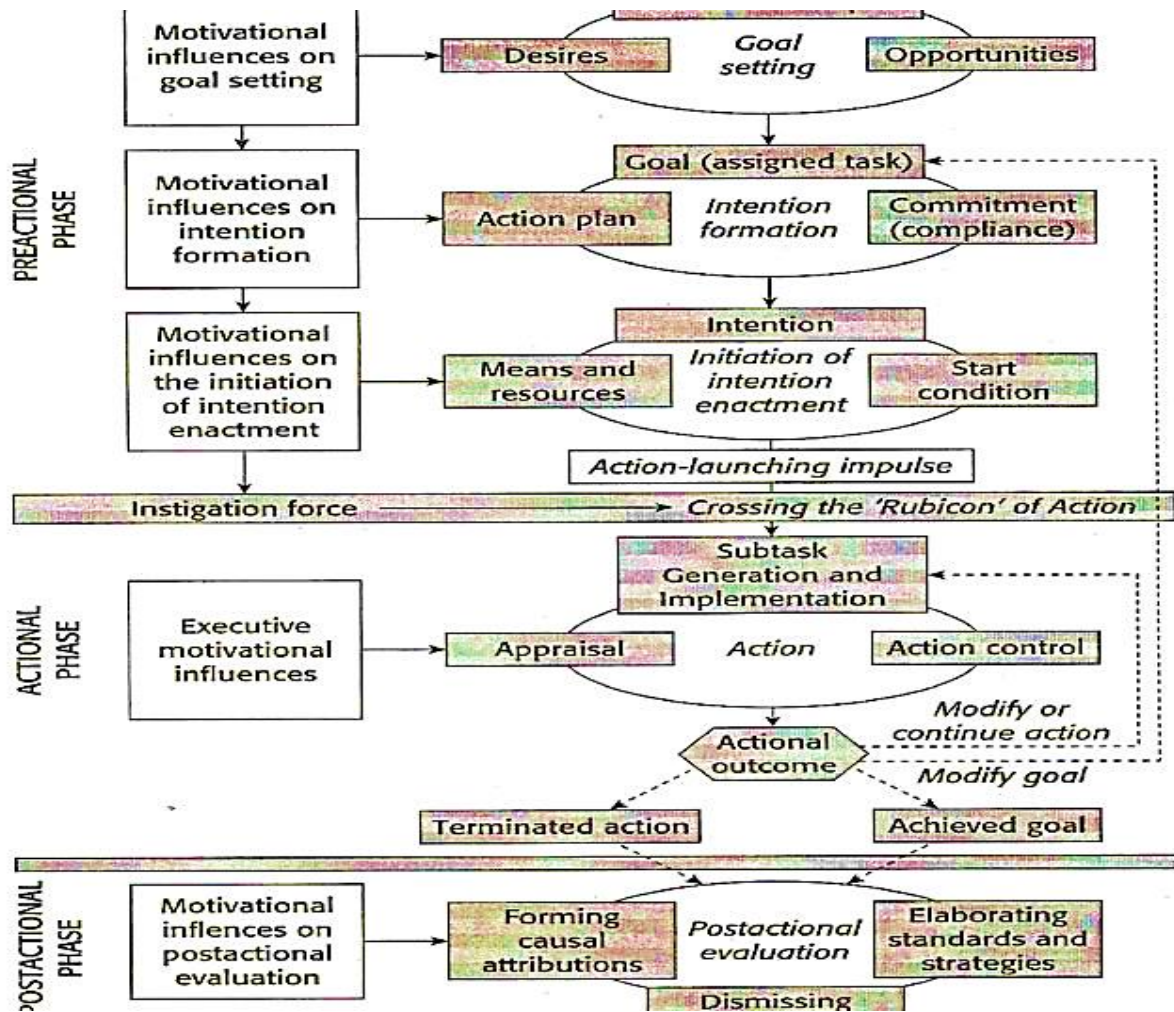 Motivational
influences on
goal setting
Desires
Goal
setting
Opportunities
PREACTIONAL
PHASE
Motivational
influences on
intention
formation
Goal (assigned task)
Action plan
Intention
formation
Commitment
(compliance)
Motivational
influences on
the initiation
of intention
enactment
Intention
Means and
resources
Initiation of
intention
enactment
Start
condition
Action-launching impulse
Instigation force
Crossing the 'Rubicon' of Action
ACTIONAL
PHASE
Executive
motivational
influences
Subtask
Generation and
Implementation
Appraisal
Action
Action control
Modify or
continue action
Actional
outcome
Modify goal
Terminated action
Achieved goal
POSTACTIONAL
PHASE
Motivational
inflences on
postactional
evaluation
Forming
causal
attributions
Postactional
evaluation
Elaborating
standards and
strategies
Dismissing